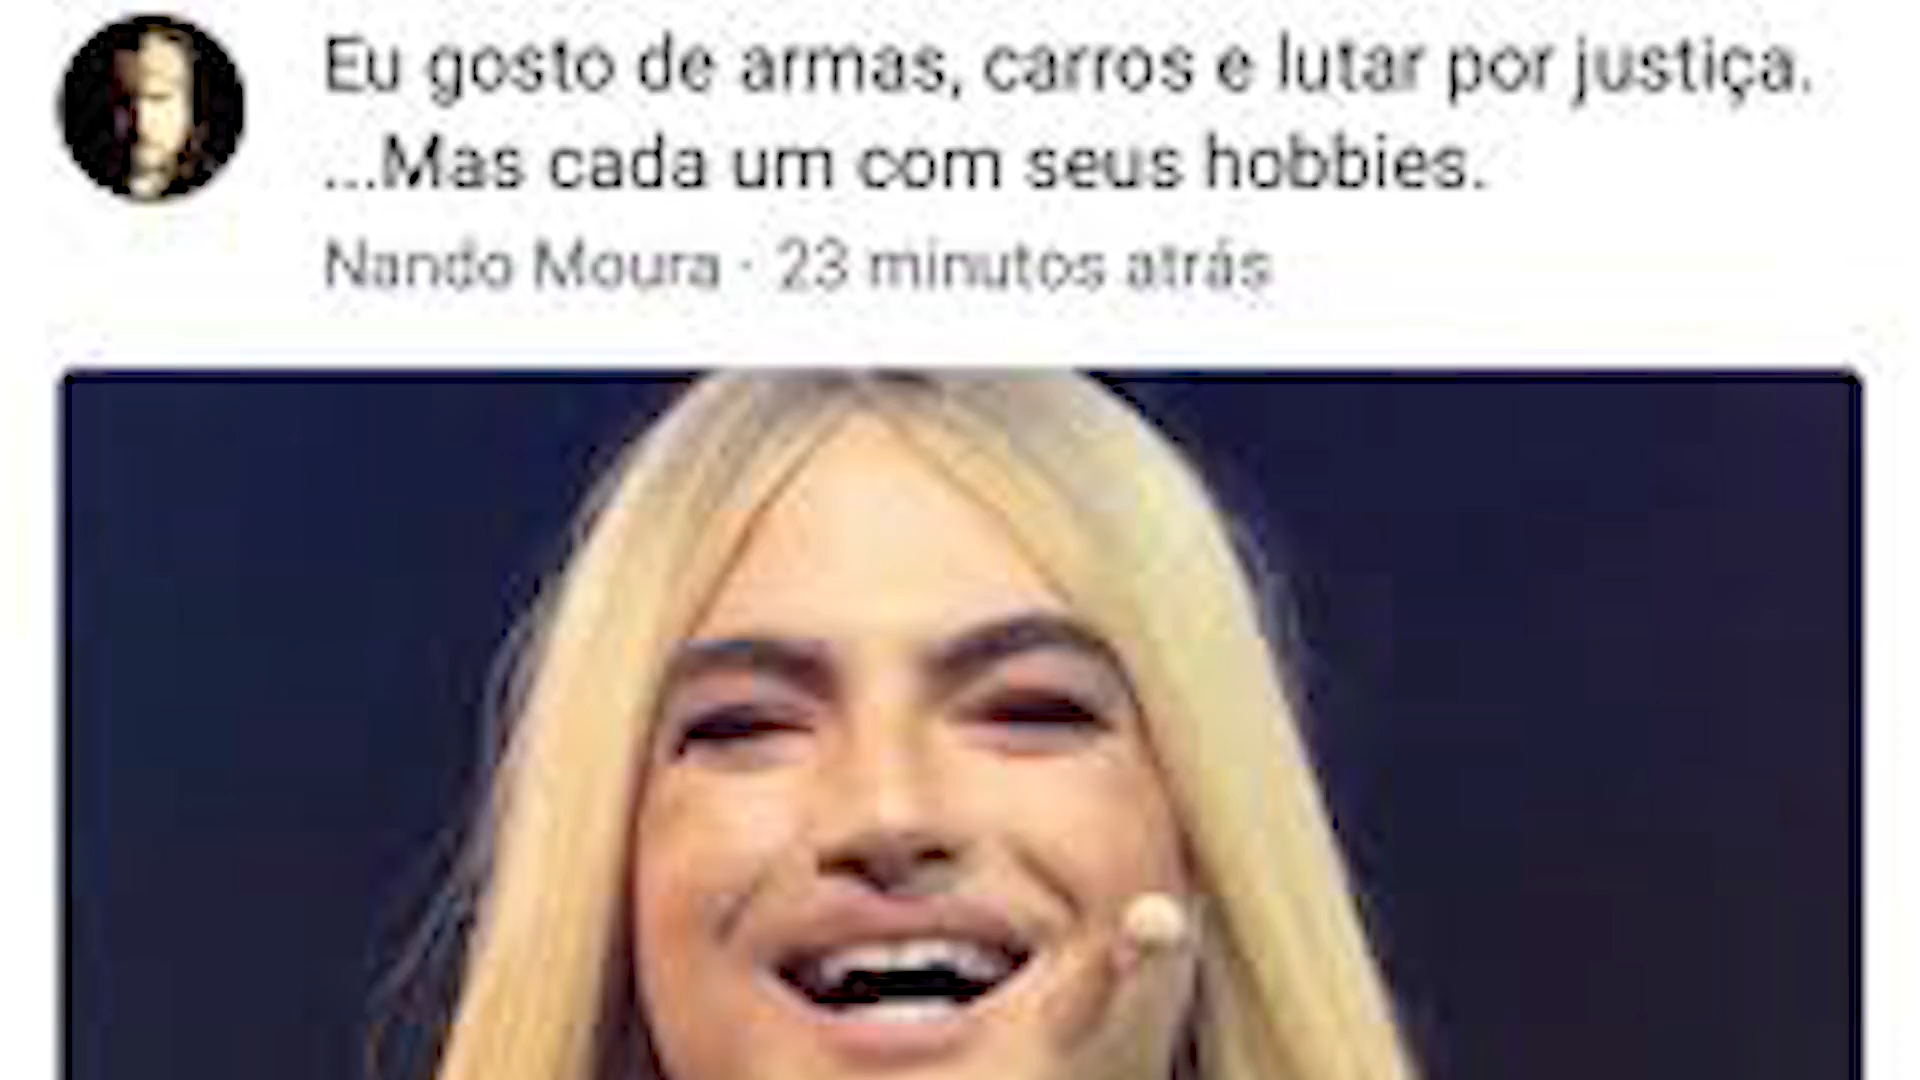 Eu gosto de armas, carros e lutar por justiça.
...Mas cada um com seus hobbies.
Nando Moura · 23 minutos atrás